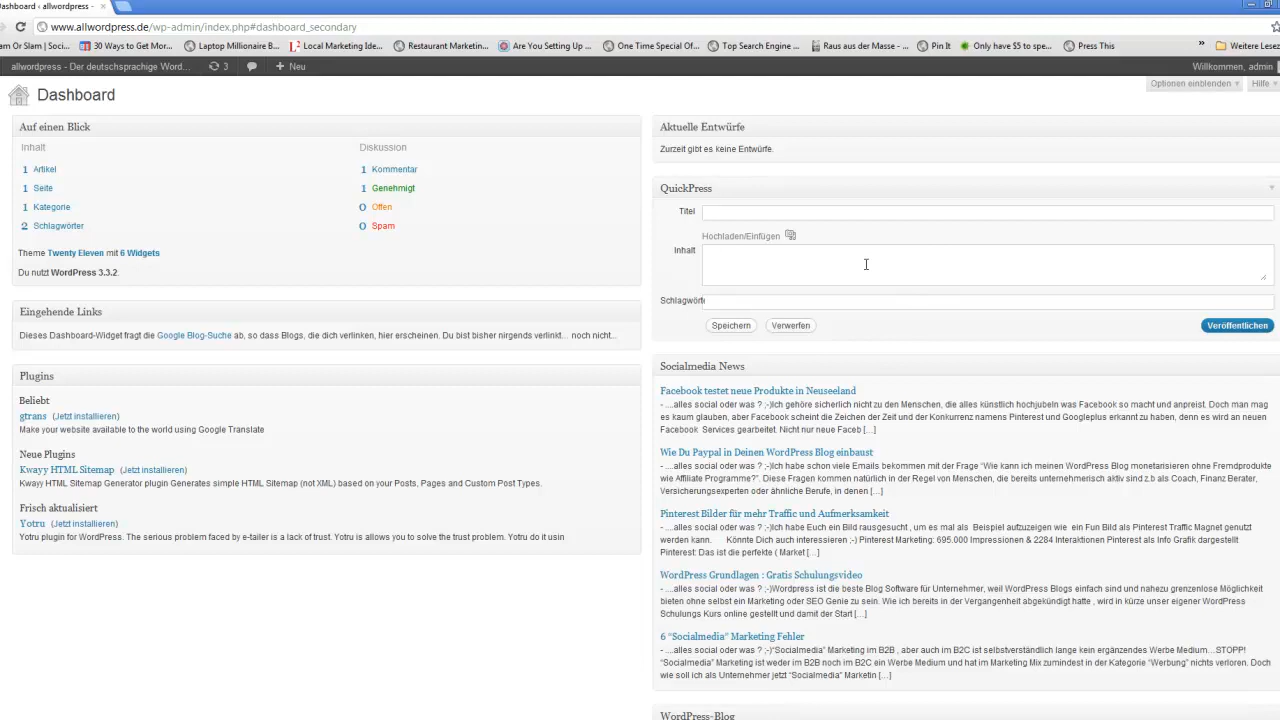 Dashboard ‹ allwordpress -
www.allwordpress.de/wp-admin/index.php#dashboard_secondary
am Or Slam | Soci...
30 Ways to Get Mor...
Laptop Millionaire B...
Local Marketing Ide...
Restaurant Marketin...
Are You Setting Up ...
One Time Special Of...
Top Search Engine ...
Raus aus der Masse - ...
Pin It
Only have $5 to spe...
Press This
»
Weitere Lesez
allwordpress - Der deutschsprachige Word...
3
+ Neu
Willkommen, admin
Optionen einblenden
Hilfe
Dashboard
Auf einen Blick
Inhalt
Diskussion
1 Artikel
1 Kommentar
1 Seite
1 Genehmigt
1 Kategorie
0 Offen
2 Schlagwörter
0 Spam
Theme Twenty Eleven mit 6 Widgets
Du nutzt WordPress 3.3.2.
Eingehende Links
Dieses Dashboard-Widget fragt die Google Blog-Suche ab, so dass Blogs, die dich verlinken, hier erscheinen. Du bist bisher nirgends verlinkt... noch nicht...
Plugins
Beliebt
gtrans (Jetzt installieren)
Make your website available to the world using Google Translate
Neue Plugins
Kwayy HTML Sitemap (Jetzt installieren)
Kwayy HTML Sitemap Generator plugin Generates simple HTML Sitemap (not XML) based on your Posts, Pages and Custom Post Types.
Frisch aktualisiert
Yotru (Jetzt installieren)
Yotru plugin for WordPress. The serious problem faced by e-tailer is a lack of trust. Yotru is allows you to solve the trust problem. Yotru do it usin
Aktuelle Entwürfe
Zurzeit gibt es keine Entwürfe.
QuickPress
Titel
Hochladen/Einfügen
Inhalt
Schlagwörte
Speichern
Verwerfen
Veröffentlichen
Socialmedia News
Facebook testet neue Produkte in Neuseeland
- ....alles social oder was ? ;-)Ich gehöre sicherlich nicht zu den Menschen, die alles künstlich hochjubeln was Facebook so macht und anpreist. Doch man mag
es kaum glauben, aber Facebook scheint die Zeichen der Zeit und der Konkurrenz namens Pinterest und Googleplus erkannt zu haben, denn es wird an neuen
Facebook Services gearbeitet. Nicht nur neue Faceb [...]
Wie Du Paypal in Deinen WordPress Blog einbaust
- ....alles social oder was ? ;-)Ich habe schon viele Emails bekommen mit der Frage “Wie kann ich meinen WordPress Blog monetarisieren ohne Fremdprodukte
wie Affiliate Programme?”. Diese Fragen kommen natürlich in der Regel von Menschen, die bereits unternehmerisch aktiv sind z.b als Coach, Finanz Berater,
Versicherungsexperten oder ähnliche Berufe, in denen [...]
Pinterest Bilder für mehr Traffic und Aufmerksamkeit
- ....alles social oder was ? ;-)Ich habe Euch ein Bild rausgesucht , um es mal als Beispiel aufzuzeigen wie ein Fun Bild als Pinterest Traffic Magnet genutzt
werden kann. Könnte Dich auch interessieren ;-) Pinterest Marketing: 695.000 Impressionen & 2284 Interaktionen Pinterest als Info Grafik dargestellt
Pinterest: Das ist die perfekte ( Market [...]
WordPress Grundlagen : Gratis Schulungsvideo
- ....alles social oder was ? ;-)Wordpress ist die beste Blog Software für Unternehmer, weil WordPress Blogs einfach sind und nahezu grenzenlose Möglichkeit
bieten ohne selbst ein Marketing oder SEO Genie zu sein. Wie ich bereits in der Vergangenheit abgekündigt hatte , wird in kürze unser eigener WordPress
Schulungs Kurs online gestellt und damit der Start [...]
6 “Socialmedia” Marketing Fehler
- ....alles social oder was ? ;-)“Socialmedia” Marketing im B2B , aber auch im B2C ist selbstverständlich lange kein ergänzendes Werbe Medium...STOPP!
“Socialmedia” Marketing ist weder im B2B noch im B2C ein Werbe Medium und hat im Marketing Mix zumindest in der Kategorie “Werbung” nichts verloren. Doch
wie soll ich als Unternehmer jetzt “Socialmedia” Marketin [...]
WordPress-Blog